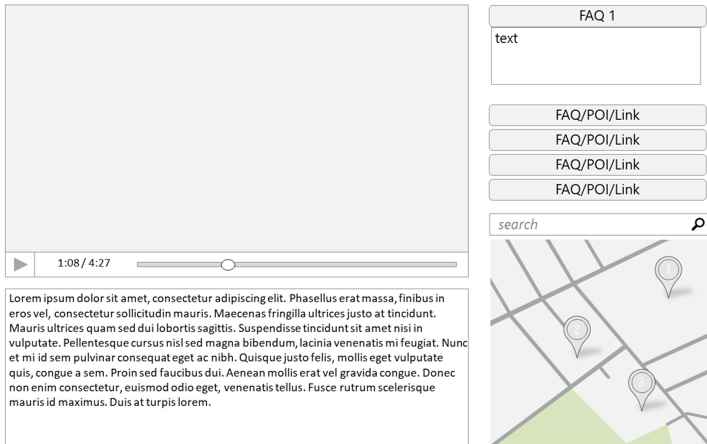 FAQ 1
text
FAQ/POI/Link
FAQ/POI/Link
FAQ/POI/Link
FAQ/POI/Link
search
1:08 / 4:27
Lorem ipsum dolor sit amet, consectetur adipiscing elit. Phasellus erat massa, finibus in
eros vel, consectetur sollicitudin mauris. Maecenas fringilla ultrices justo at tincidunt.
Mauris ultrices quam sed dui lobortis sagittis. Suspendisse tincidunt sit amet nisi in
vulputate. Pellentesque cursus nisl sed magna bibendum, lacinia venenatis mi feugiat. Nunc
et mi id sem pulvinar consequat eget ac nibh. Quisque justo felis, mollis eget vulputate
quis, congue a sem. Proin sed faucibus dui. Aenean mollis erat vel gravida congue. Donec
non enim consectetur, euismod odio eget, venenatis tellus. Fusce rutrum scelerisque
mauris id maximus. Duis at turpis lorem.